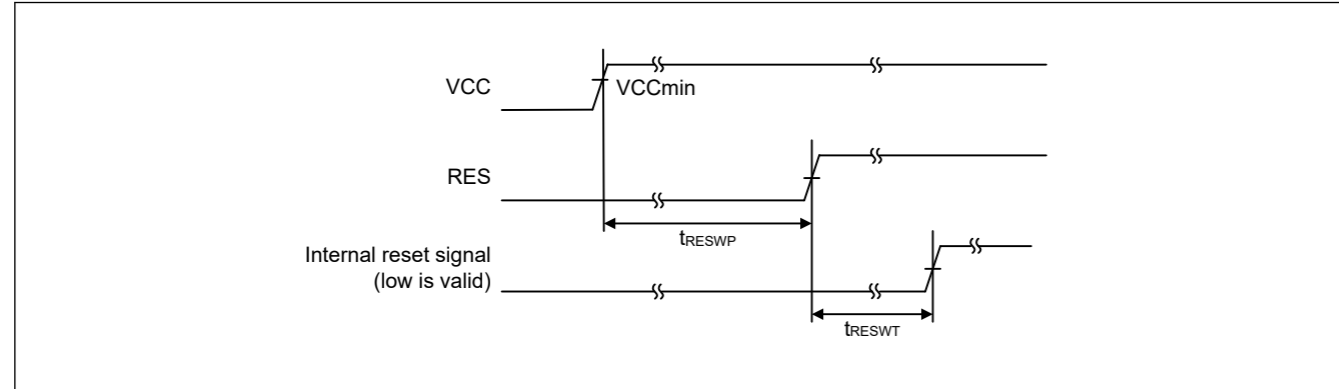 VCC
VCCmin
RES
tRESWP
Internal reset signal
(low is valid)
tRESWT